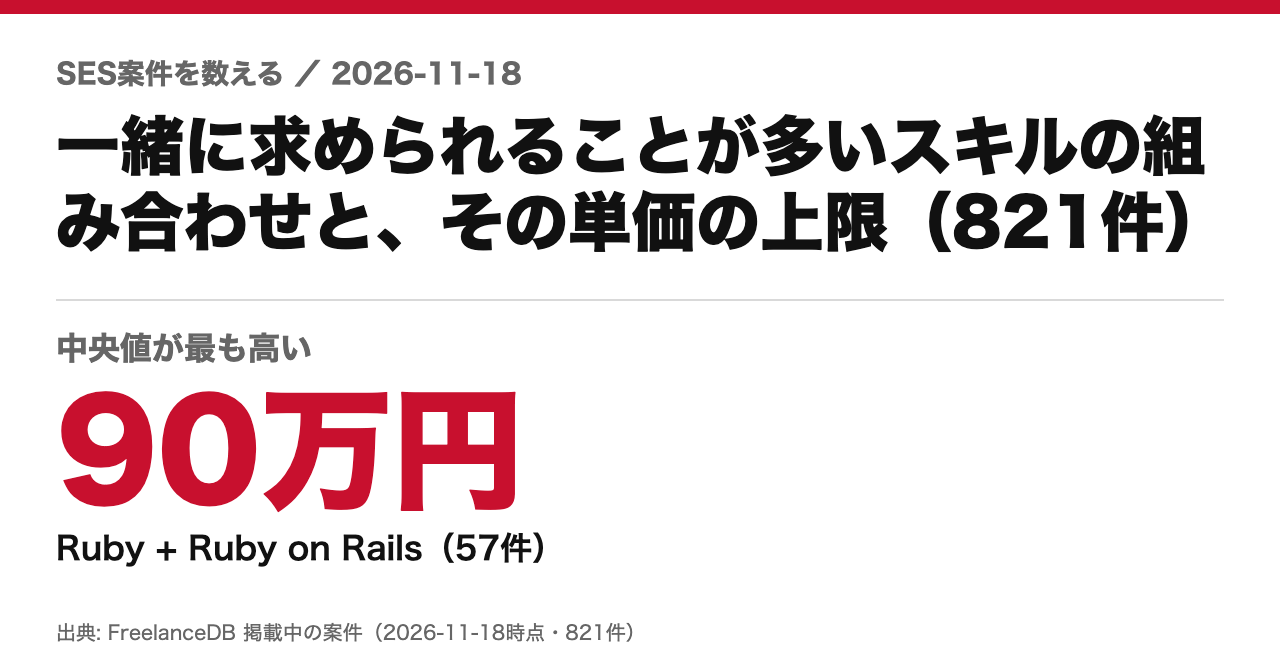 SES案件を数える ／ 2026-11-18
一緒に求められることが多いスキルの組
み合わせと、その単価の上限（821件）
中央値が最も高い
90万円
Ruby + Ruby on Rails（57件）
出典: FreelanceDB 掲載中の案件（2026-11-18時点・821件）